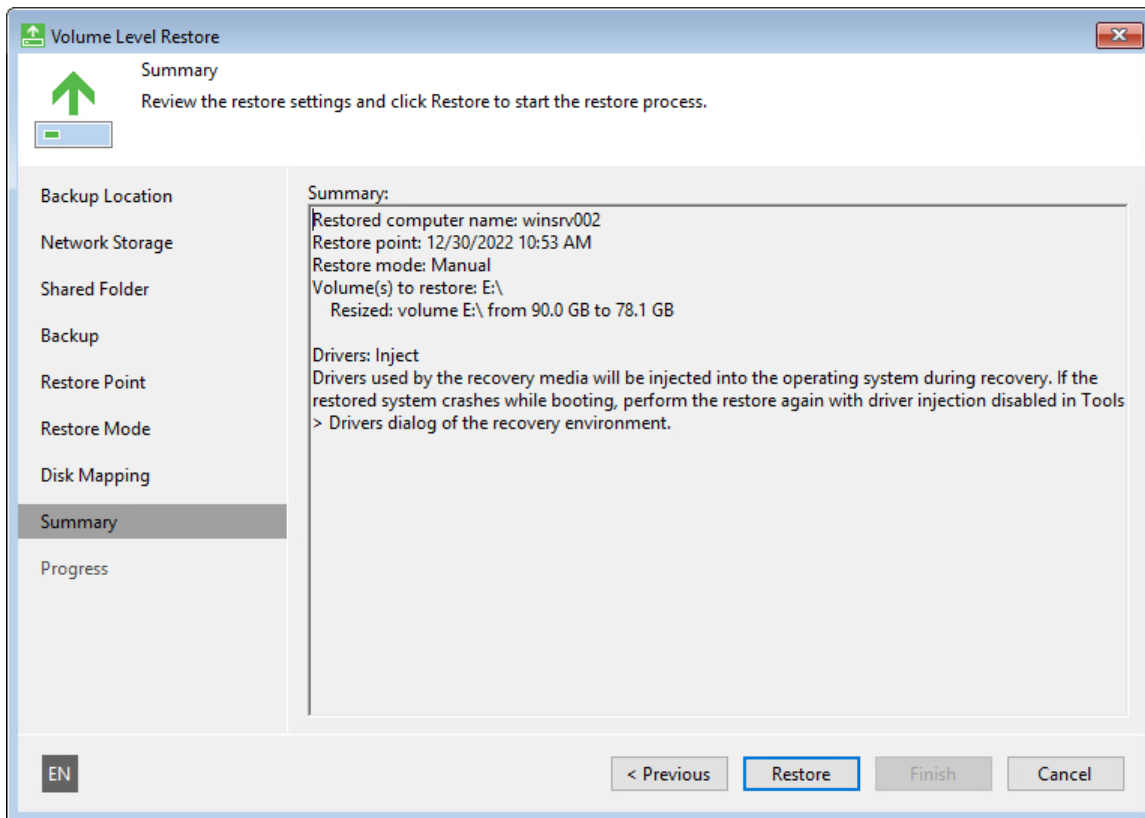 Volume Level Restore
Summary
Review the restore settings and click Restore to start the restore process.
Backup Location
Network Storage
Shared Folder
Backup
Restore Point
Restore Mode
Disk Mapping
Summary
Progress
Summary:
Restored computer name: winsrv002
Restore point: 12/30/2022 10:53 AM
Restore mode: Manual
Volume(s) to restore: E:\
Resized: volume E:\ from 90.0 GB to 78.1 GB
Drivers: Inject
Drivers used by the recovery media will be injected into the operating system during recovery. If the
restored system crashes while booting, perform the restore again with driver injection disabled in Tools
> Drivers dialog of the recovery environment.
EN
< Previous
Restore
Finish
Cancel